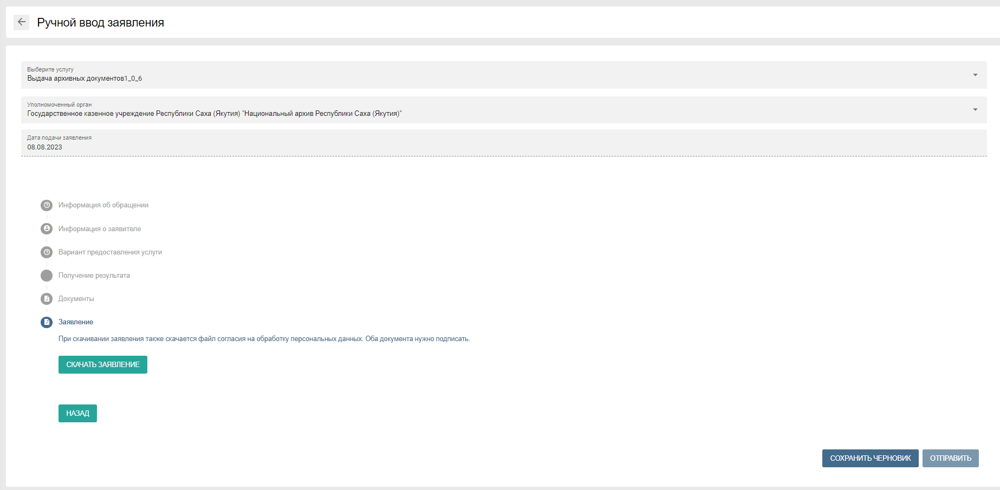 Ручной ввод заявления
Выберите услугу
Выдача архивных документов1_0_6
Уполномоченный орган
Государственное казенное учреждение Республики Саха (Якутия) "Национальный архив Республики Саха (Якутия)"
Дата подачи заявления
08.08.2023
Информация об обращении
Информация о заявителе
Вариант предоставления услуги
Получение результата
Документы
Заявление
При скачивании заявления также скачается файл согласия на обработку персональных данных. Оба документа нужно подписать.
СКАЧАТЬ ЗАЯВЛЕНИЕ
НАЗАД
СОХРАНИТЬ ЧЕРНОВИК ОТПРАВИТЬ